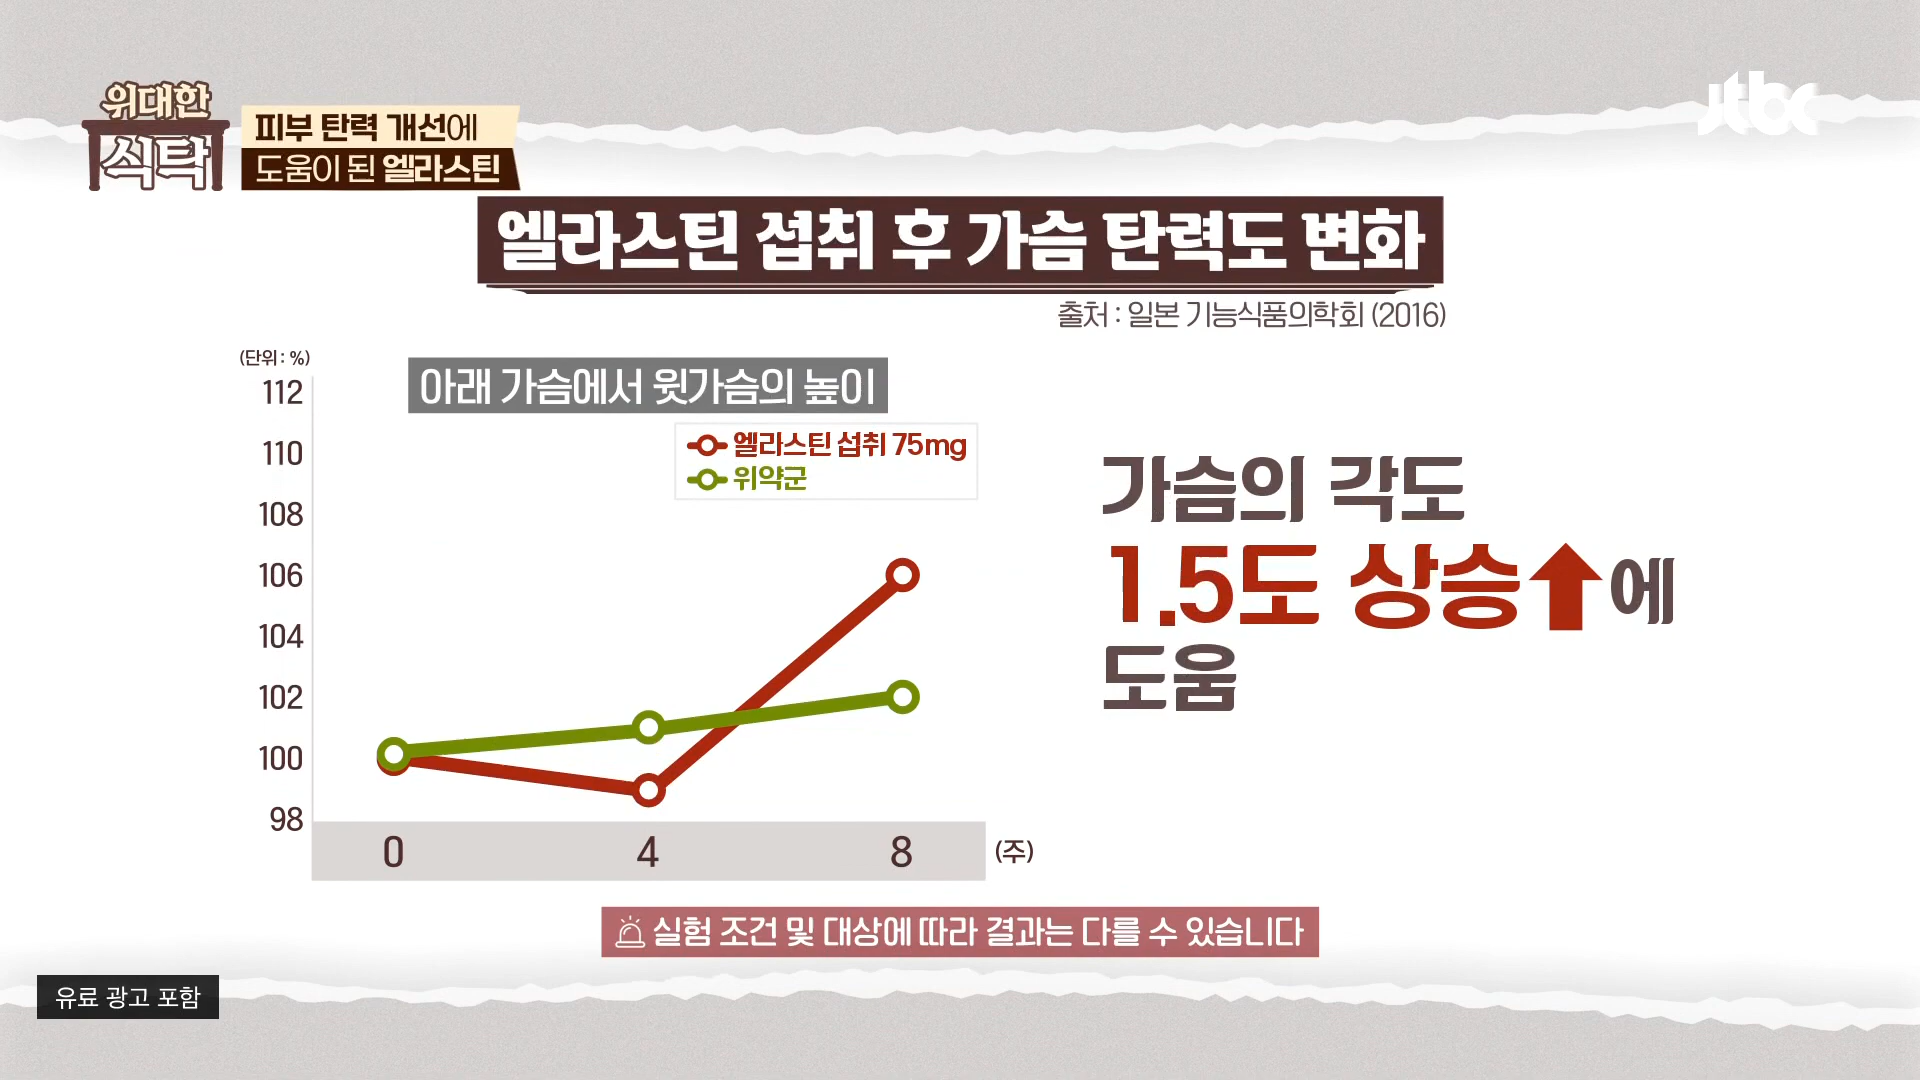 위대한
식탁
피부 탄력 개선에
도움이 된 엘라스틴
jtbc
엘라스틴 섭취 후 가슴 탄력도 변화
출처 : 일본 기능식품의학회 (2016)
(단위 : %)
아래 가슴에서 윗가슴의 높이
엘라스틴 섭취 75mg
위약군
112
110
108
106
104
102
100
98
0 4 8 (주)
가슴의 각도
1.5도 상승에
도움
실험 조건 및 대상에 따라 결과는 다를 수 있습니다
유료 광고 포함